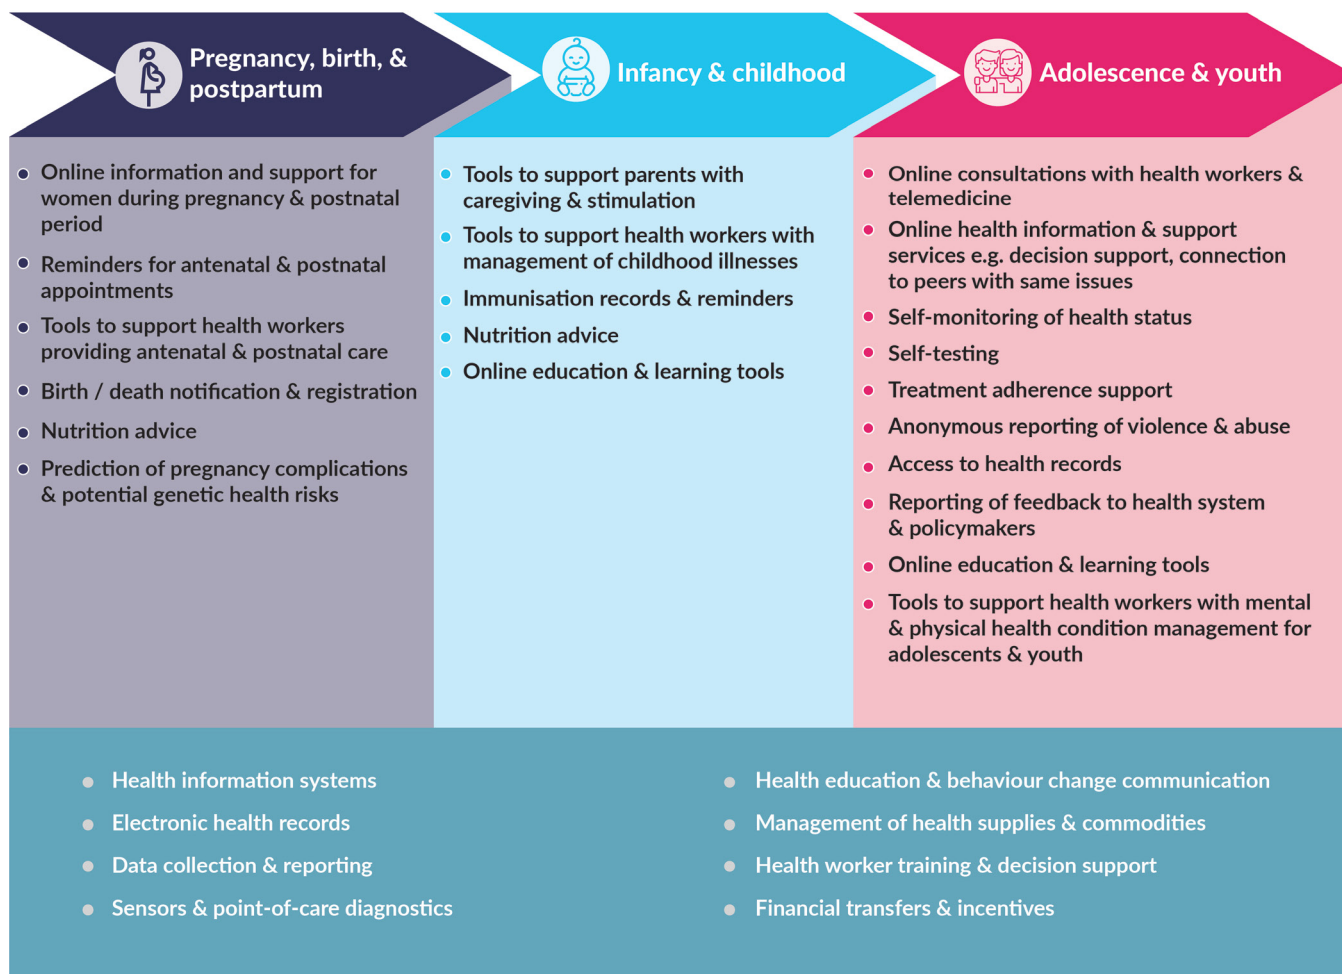 Pregnancy, birth, &
postpartum
Online information and support for
women during pregnancy & postnatal
period
Reminders for antenatal & postnatal
appointments
Tools to support health workers
providing antenatal & postnatal care
Birth / death notification & registration
Nutrition advice
Prediction of pregnancy complications
& potential genetic health risks
Infancy & childhood
Tools to support parents with
caregiving & stimulation
Tools to support health workers with
management of childhood illnesses
Immunisation records & reminders
Nutrition advice
Online education & learning tools
Adolescence & youth
Online consultations with health workers &
telemedicine
Online health information & support
services e.g. decision support, connection
to peers with same issues
Self-monitoring of health status
Self-testing
Treatment adherence support
Anonymous reporting of violence & abuse
Access to health records
Reporting of feedback to health system
& policymakers
Online education & learning tools
Tools to support health workers with mental
& physical health condition management for
adolescents & youth
Health information systems
Electronic health records
Data collection & reporting
Sensors & point-of-care diagnostics
Health education & behaviour change communication
Management of health supplies & commodities
Health worker training & decision support
Financial transfers & incentives